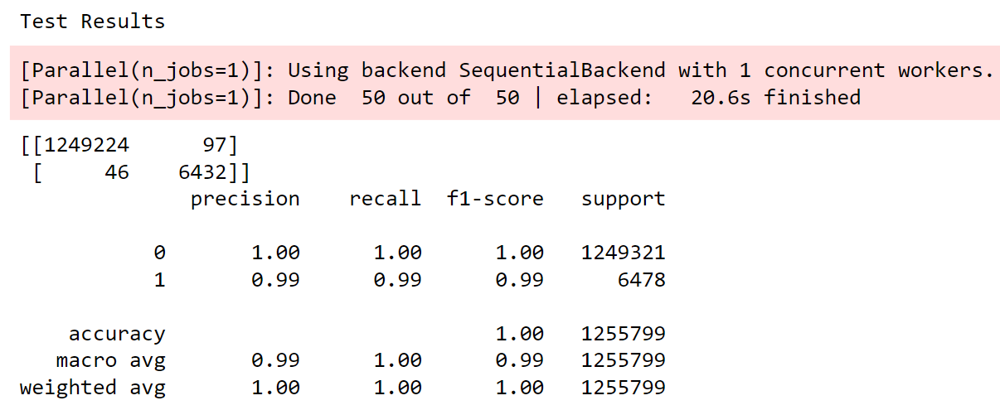 Test Results
[Parallel(n_jobs=1)]: Using backend SequentialBackend with 1 concurrent workers.
[Parallel(n_jobs=1)]: Done  50 out of  50 | elapsed:   20.6s finished
[[1249224      97]
 [     46    6432]]
              precision    recall  f1-score   support
           0       1.00      1.00      1.00   1249321
           1       0.99      0.99      0.99      6478
    accuracy                           1.00   1255799
   macro avg       0.99      1.00      0.99   1255799
weighted avg       1.00      1.00      1.00   1255799